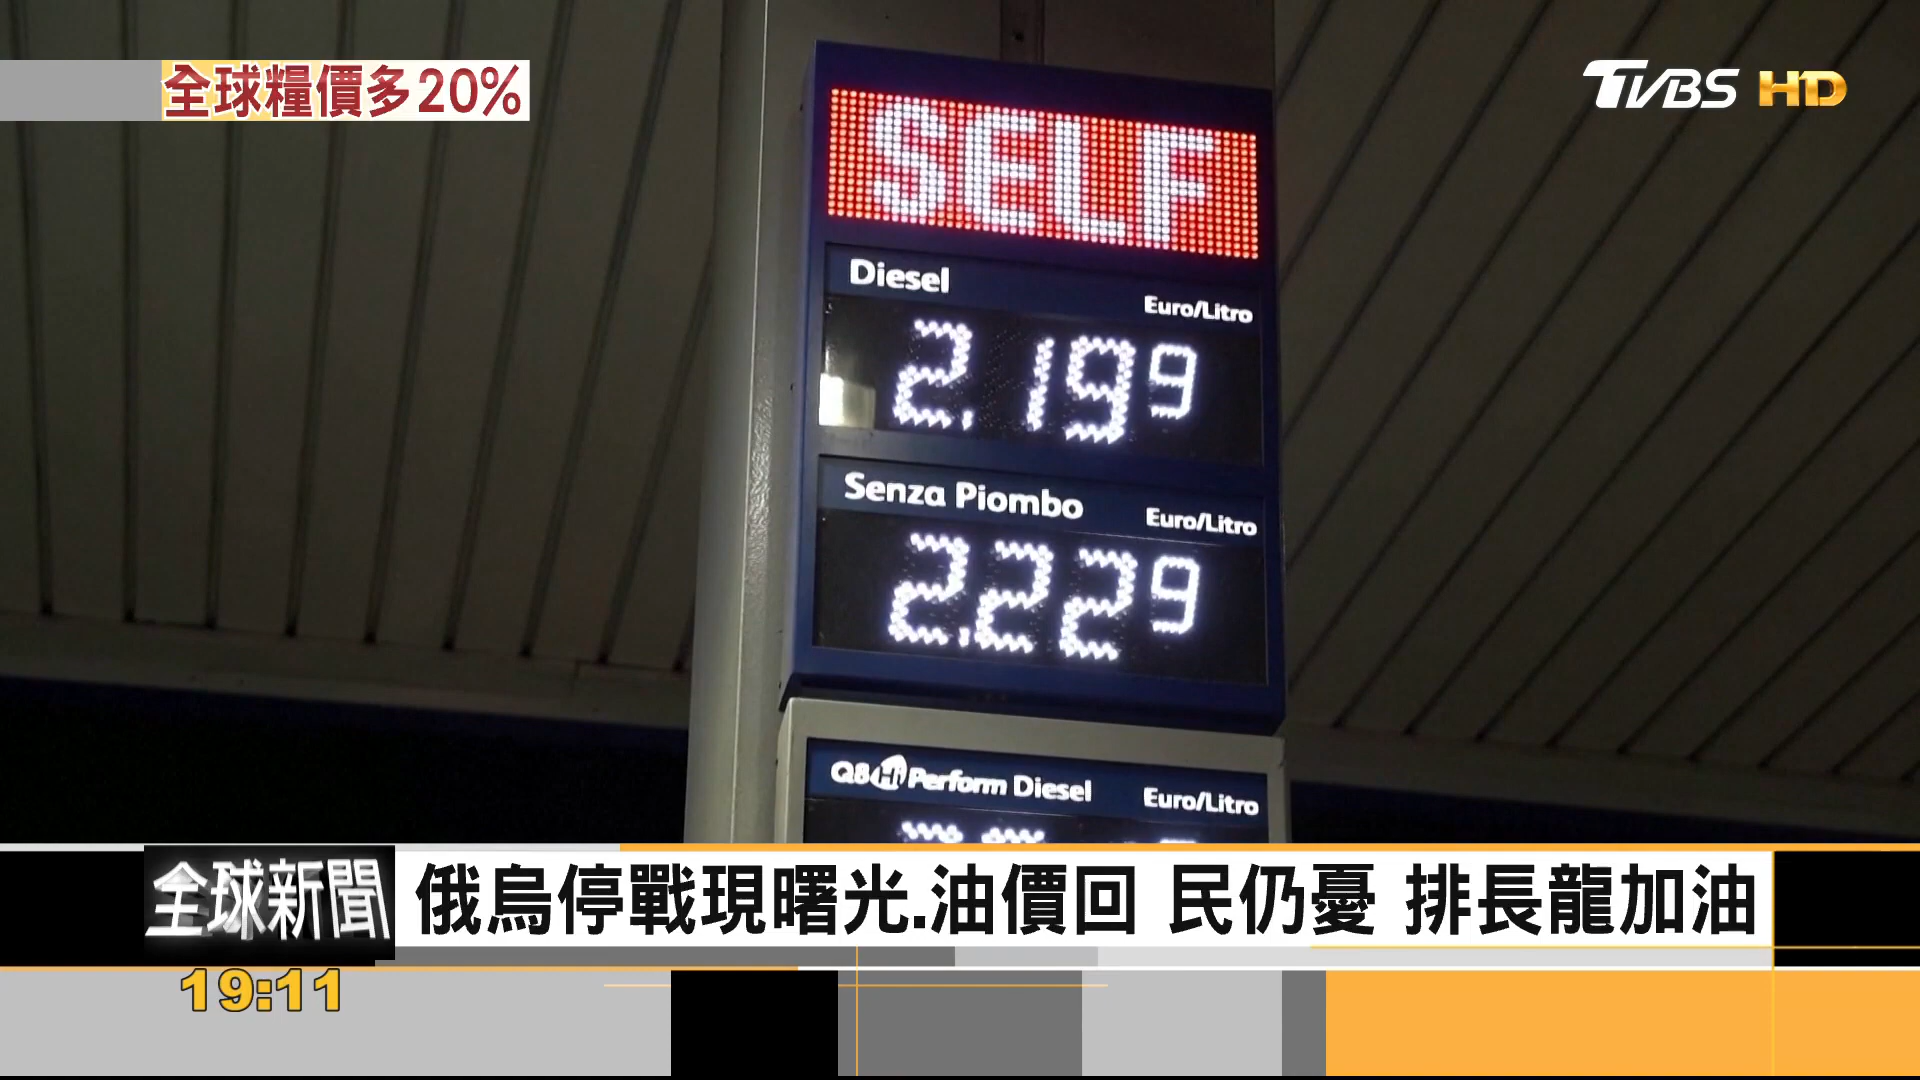 全球糧價多20%
TVBS HD
SELF
Diesel
Euro/Litro
2.199
Senza Piombo
Euro/Litro
2.229
Q8 Hi Perform Diesel
Euro/Litro
全球新聞
俄烏停戰現曙光.油價回 民仍憂 排長龍加油
19:11